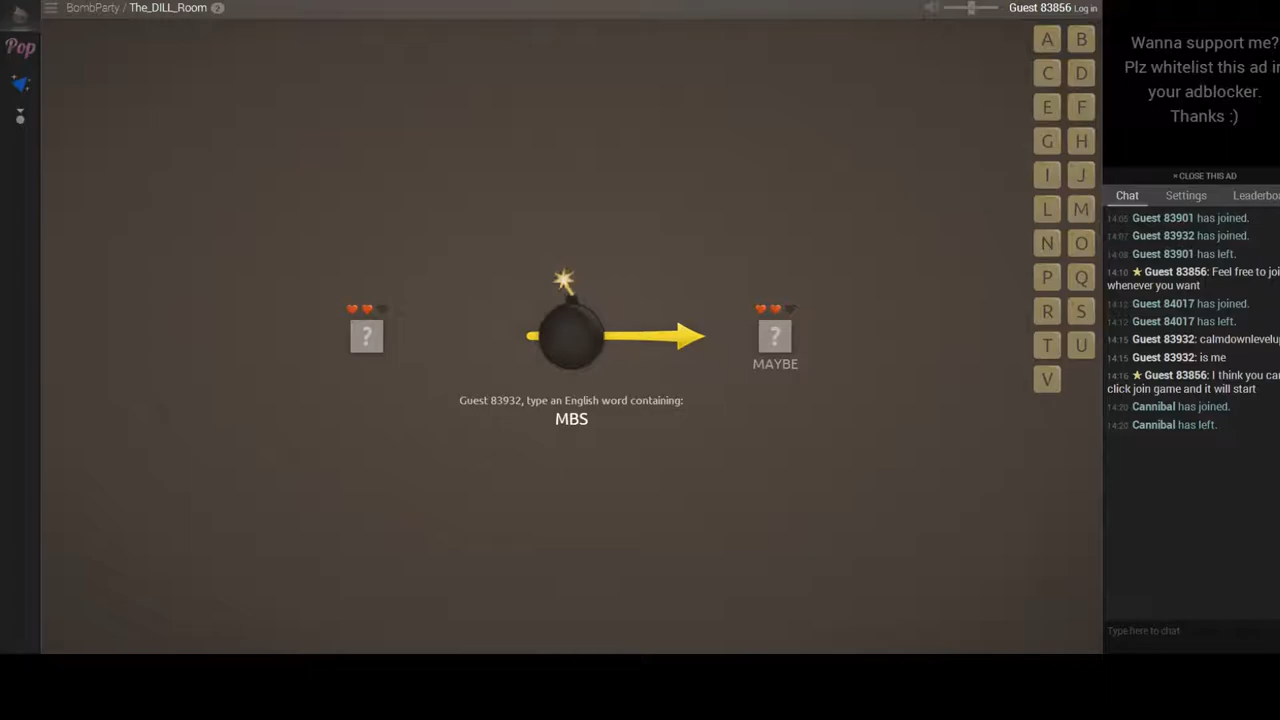 BombParty / The_DILL_Room 2
Guest 83856 Log in
Pop
A B
C D
E F
G H
I J
L M
N O
P Q
R S
T U
V
?
?
MAYBE
Guest 83932, type an English word containing:
MBS
Wanna support me?
Plz whitelist this ad in
your adblocker.
Thanks :)
× CLOSE THIS AD
Chat Settings Leaderboa
14:05 Guest 83901 has joined.
14:07 Guest 83932 has joined.
14:08 Guest 83901 has left.
14:10 ★ Guest 83856: Feel free to joi
whenever you want
14:12 Guest 84017 has joined.
14:12 Guest 84017 has left.
14:15 Guest 83932: calmdownlevelup
14:15 Guest 83932: is me
14:16 ★ Guest 83856: I think you can
click join game and it will start
14:20 Cannibal has joined.
14:20 Cannibal has left.
Type here to chat